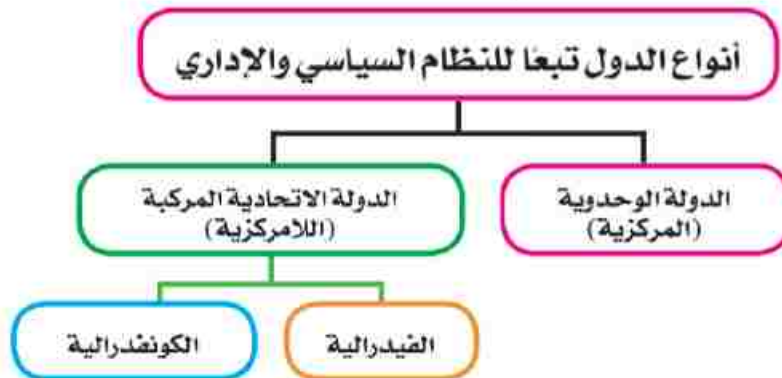 أنواع الدول تبعًا للنظام السياسي والإداري
الدولة الوحدوية
(المركزية)
الدولة الاتحادية المركبة
(اللامركزية)
الفيدرالية
الكونفدرالية